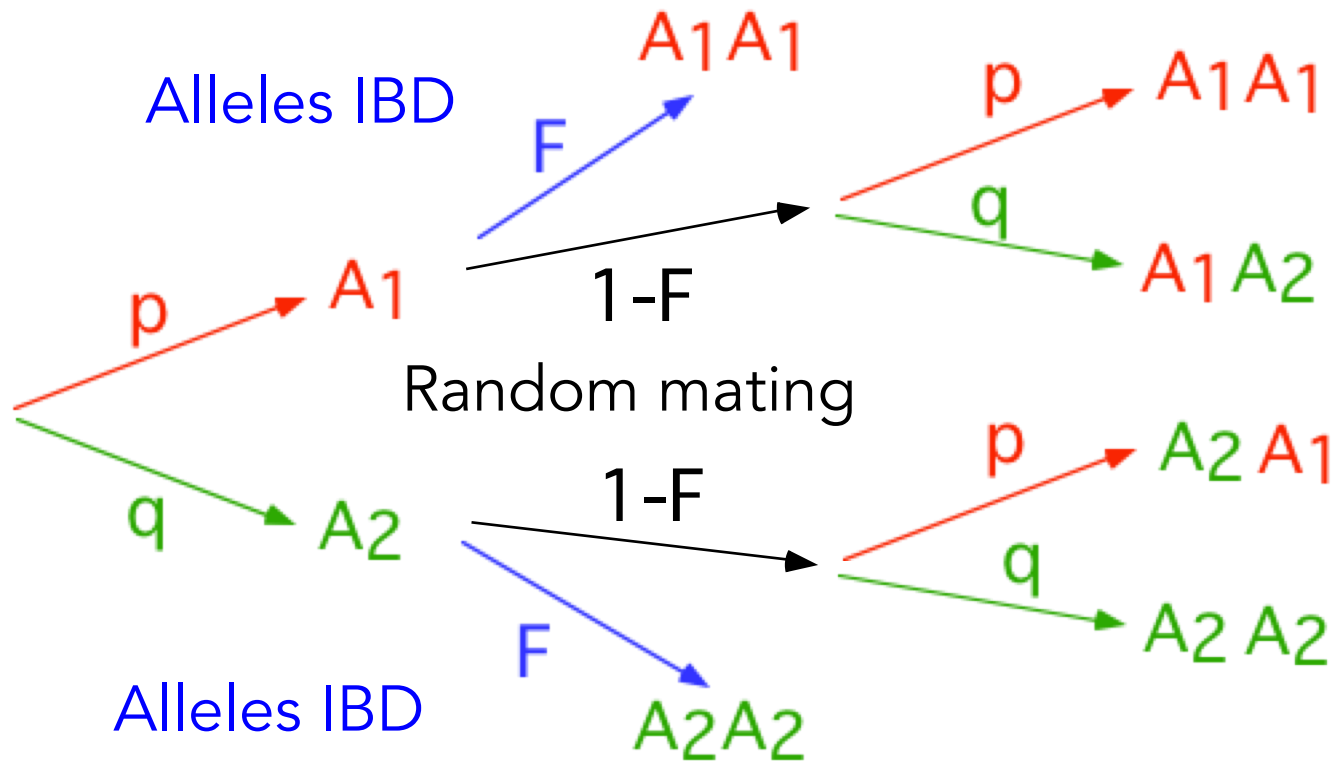 A1A1
Alleles IBD
p
A1A1
F
q
A1
1-F
A1A2
p
Random mating
p
A2A1
1-F
q
A2
q
F
A2A2
Alleles IBD
A2A2